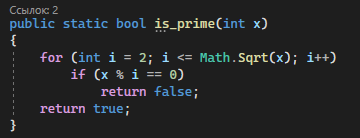 Ссылок: 2
public static bool is_prime(int x)
{
    for (int i = 2; i <= Math.Sqrt(x); i++)
        if (x % i == 0)
            return false;
    return true;
}